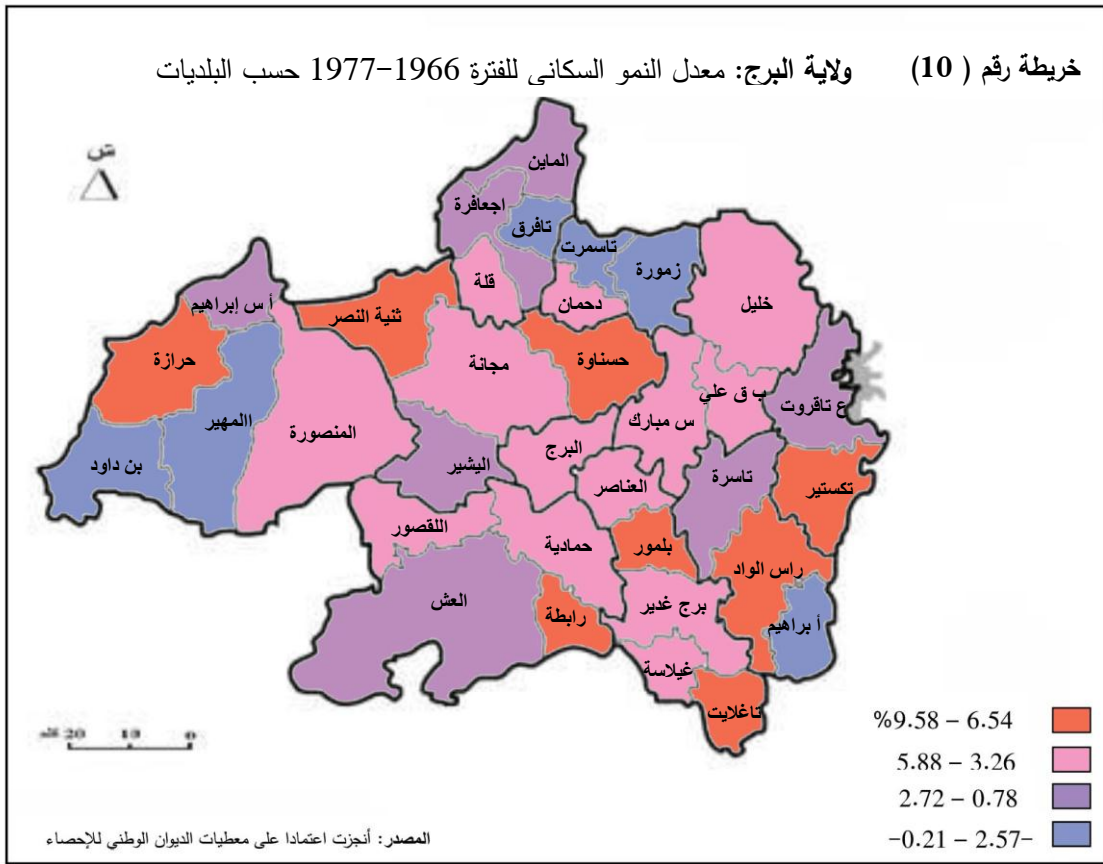 خريطة رقم ( 10) ولاية البرج: معدل النمو السكانى للفترة 1966-1977 حسب البلديات
ش
الماين
اجعافرة
تافرق
تاسمرت
زمورة
قلة
خليل
أ س إبراهيم
ثنية النصر
دحمان
حرازة
مجانة
حسناوة
ب ق علي
ع تاقروت
المهير
المنصورة
س مبارك
البرج
بن داود
اليشير
تاسرة
العناصر
تكستير
اللقصور
حمادية
بلمور
راس الواد
العش
رابطة
برج غدير
أ براهيم
غيلاسة
تاغلايت
0 10 20 كلم
%9.58 – 6.54
5.88 – 3.26
2.72 – 0.78
-0.21 – 2.57-
المصدر: أنجزت اعتمادا على معطيات الديوان الوطني للإحصاء